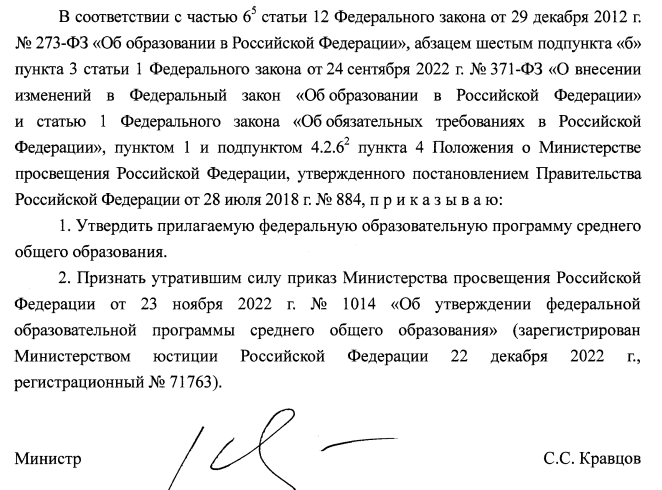 В соответствии с частью 6⁵ статьи 12 Федерального закона от 29 декабря 2012 г.
№ 273-ФЗ «Об образовании в Российской Федерации», абзацем шестым подпункта «б»
пункта 3 статьи 1 Федерального закона от 24 сентября 2022 г. № 371-ФЗ «О внесении
изменений в Федеральный закон «Об образовании в Российской Федерации»
и статью 1 Федерального закона «Об обязательных требованиях в Российской
Федерации», пунктом 1 и подпунктом 4.2.6² пункта 4 Положения о Министерстве
просвещения Российской Федерации, утвержденного постановлением Правительства
Российской Федерации от 28 июля 2018 г. № 884, п р и к а з ы в а ю:
1. Утвердить прилагаемую федеральную образовательную программу среднего
общего образования.
2. Признать утратившим силу приказ Министерства просвещения Российской
Федерации от 23 ноября 2022 г. № 1014 «Об утверждении федеральной
образовательной программы среднего общего образования» (зарегистрирован
Министерством юстиции Российской Федерации 22 декабря 2022 г.,
регистрационный № 71763).
Министр С.С. Кравцов